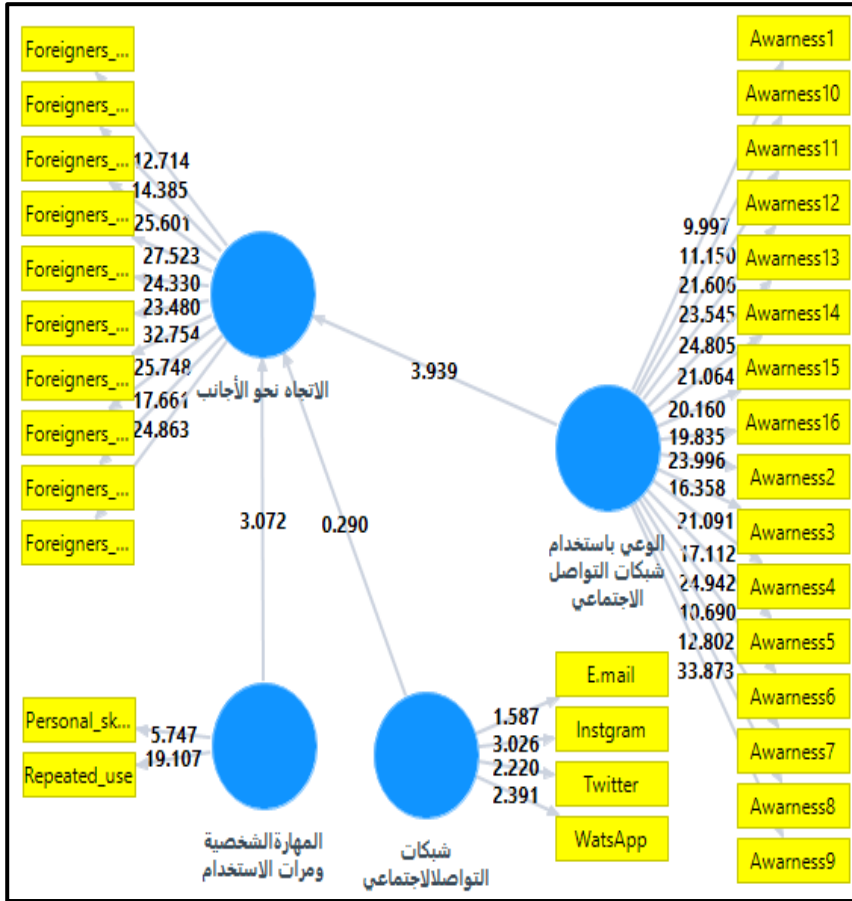 Foreigners_...
Foreigners_...
Foreigners_...
Foreigners_...
Foreigners_...
Foreigners_...
Foreigners_...
Foreigners_...
Foreigners_...
Foreigners_...
12.714
14.385
25.601
27.523
24.330
23.480
32.754
25.748
17.661
24.863
الاتجاه نحو الأجانب
3.939
3.072
0.290
Awarness1
Awarness10
Awarness11
Awarness12
Awarness13
Awarness14
Awarness15
Awarness16
Awarness2
Awarness3
Awarness4
Awarness5
Awarness6
Awarness7
Awarness8
Awarness9
9.997
11.150
21.606
23.545
24.805
21.064
20.160
19.835
23.996
16.358
21.091
17.112
24.942
10.690
12.802
33.873
الوعي باستخدام
شبكات التواصل
الاجتماعي
Personal_sk...
Repeated_use
5.747
19.107
المهارةالشخصية
ومرات الاستخدام
E.mail
Instgram
Twitter
WatsApp
1.587
3.026
2.220
2.391
شبكات
التواصلالاجتماعي